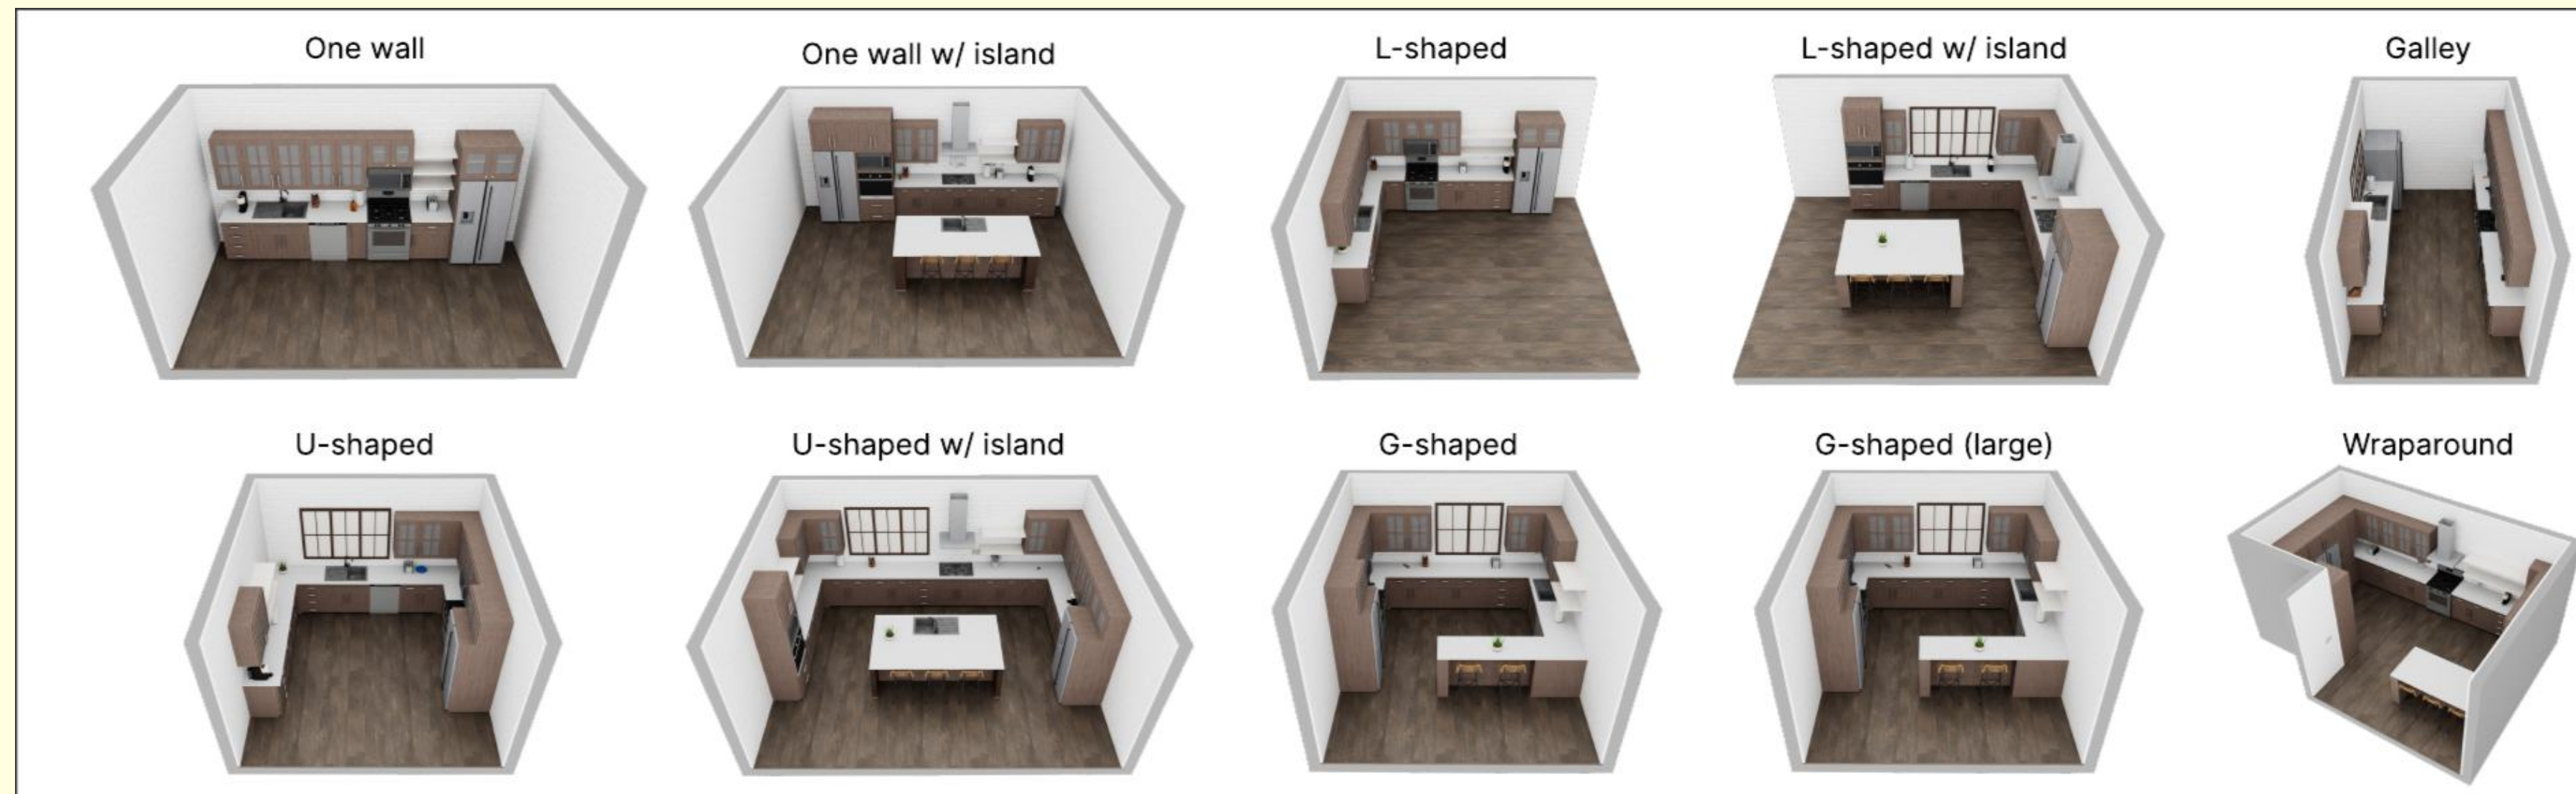 One wall
One wall w/ island
L-shaped
L-shaped w/ island
Galley
U-shaped
U-shaped w/ island
G-shaped
G-shaped (large)
Wraparound